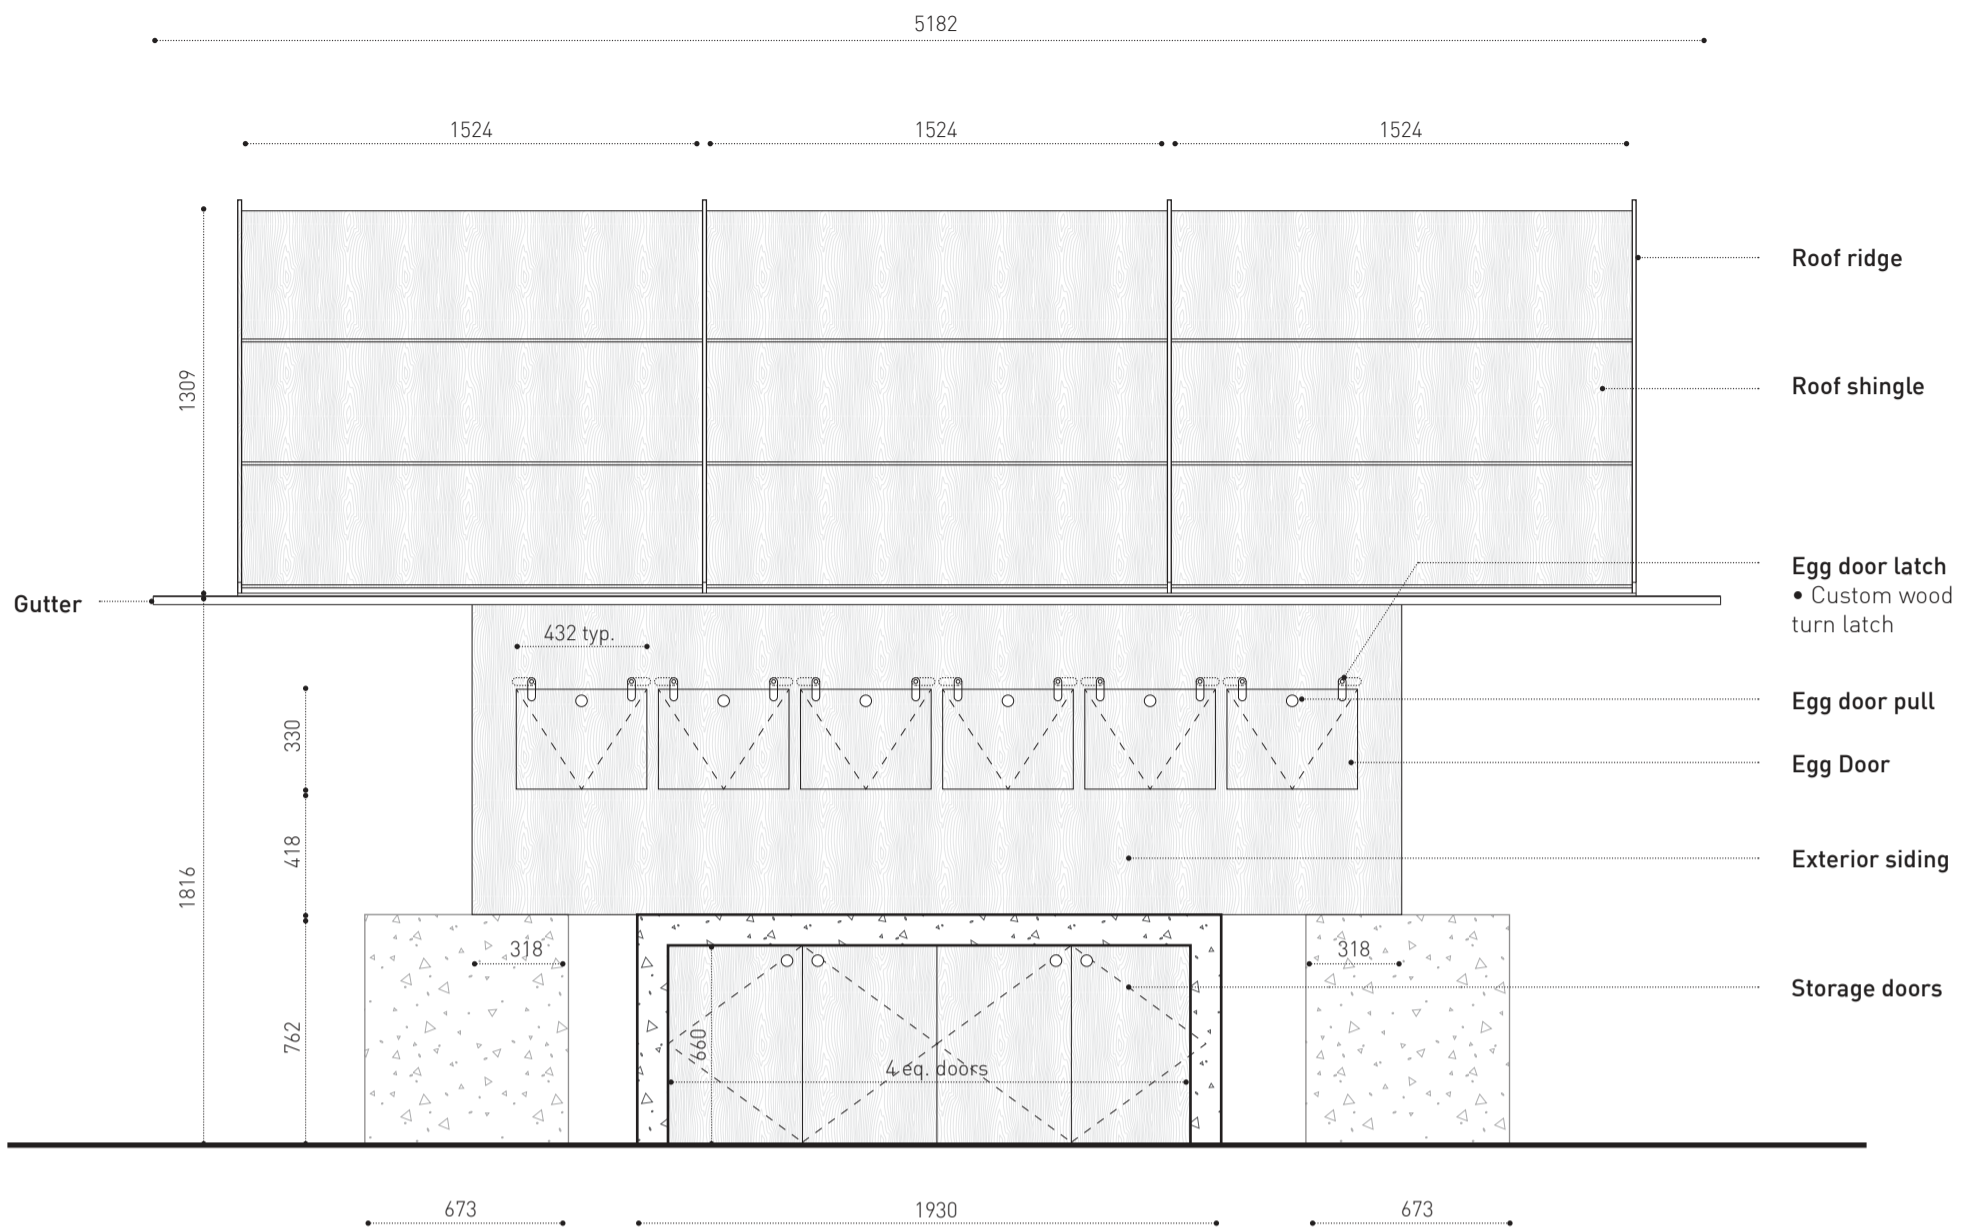 5182
1524
1524
1524
Roof ridge
1309
Roof shingle
Egg door latch
• Custom wood
turn latch
Gutter
432 typ.
Egg door pull
330
Egg Door
418
Exterior siding
1816
318
318
Storage doors
762
660
4 eq. doors
673
1930
673